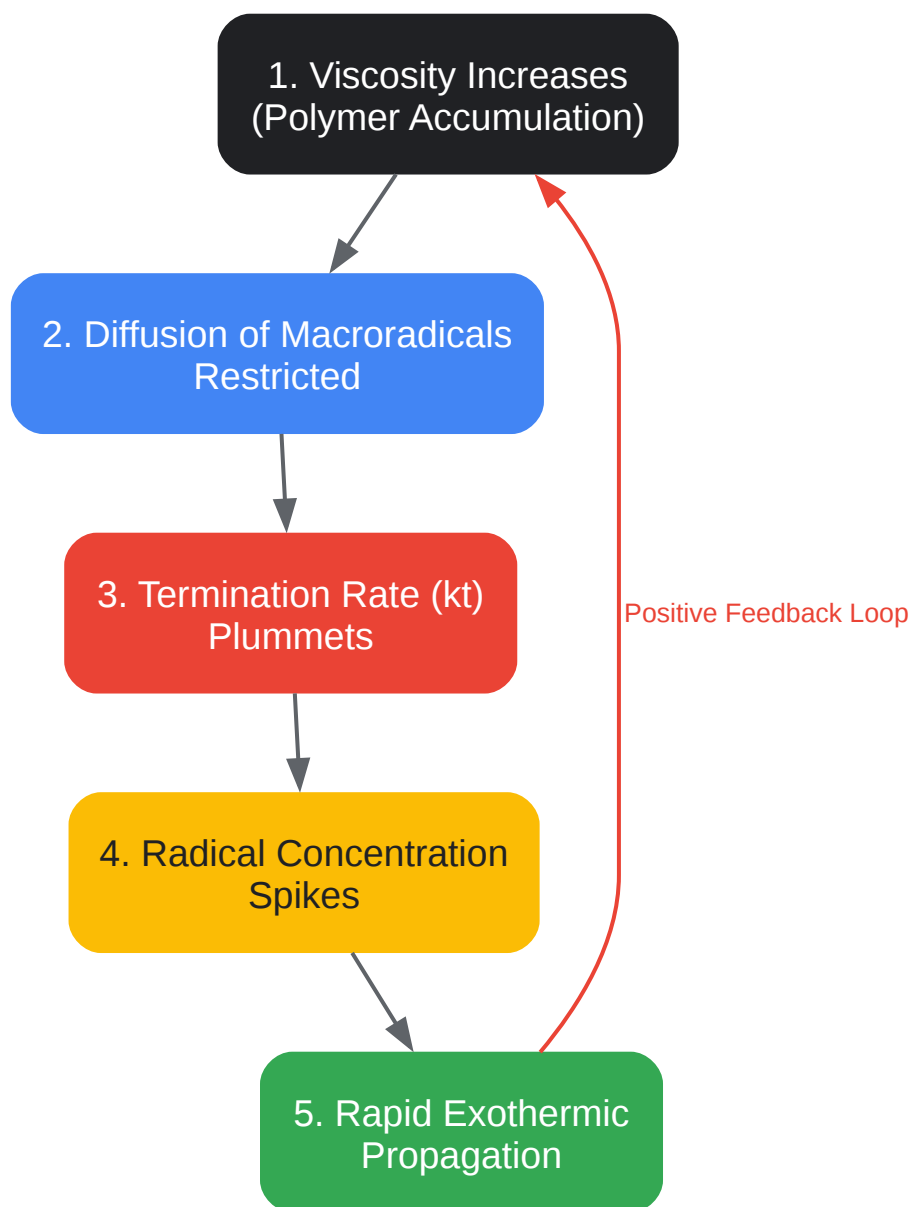 1. Viscosity Increases
(Polymer Accumulation)
2. Diffusion of Macroradicals
Restricted
3. Termination Rate (kt)
Plummets
Positive Feedback Loop
4. Radical Concentration
Spikes
5. Rapid Exothermic
Propagation